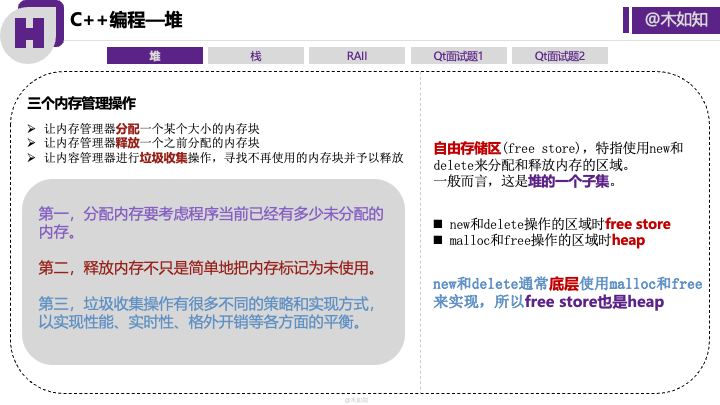 H
C++编程—堆
@木如知
堆
栈
RAII
Qt面试题1
Qt面试题2
三个内存管理操作
➢ 让内存管理器分配一个某个大小的内存块
➢ 让内存管理器释放一个之前分配的内存块
➢ 让内容管理器进行垃圾收集操作，寻找不再使用的内存块并予以释放
第一，分配内存要考虑程序当前已经有多少未分配的
内存。
第二，释放内存不只是简单地把内存标记为未使用。
第三，垃圾收集操作有很多不同的策略和实现方式，
以实现性能、实时性、格外开销等各方面的平衡。
自由存储区(free store)，特指使用new和
delete来分配和释放内存的区域。
一般而言，这是堆的一个子集。
■ new和delete操作的区域时free store
■ malloc和free操作的区域时heap
new和delete通常底层使用malloc和free
来实现，所以free store也是heap
@木如知